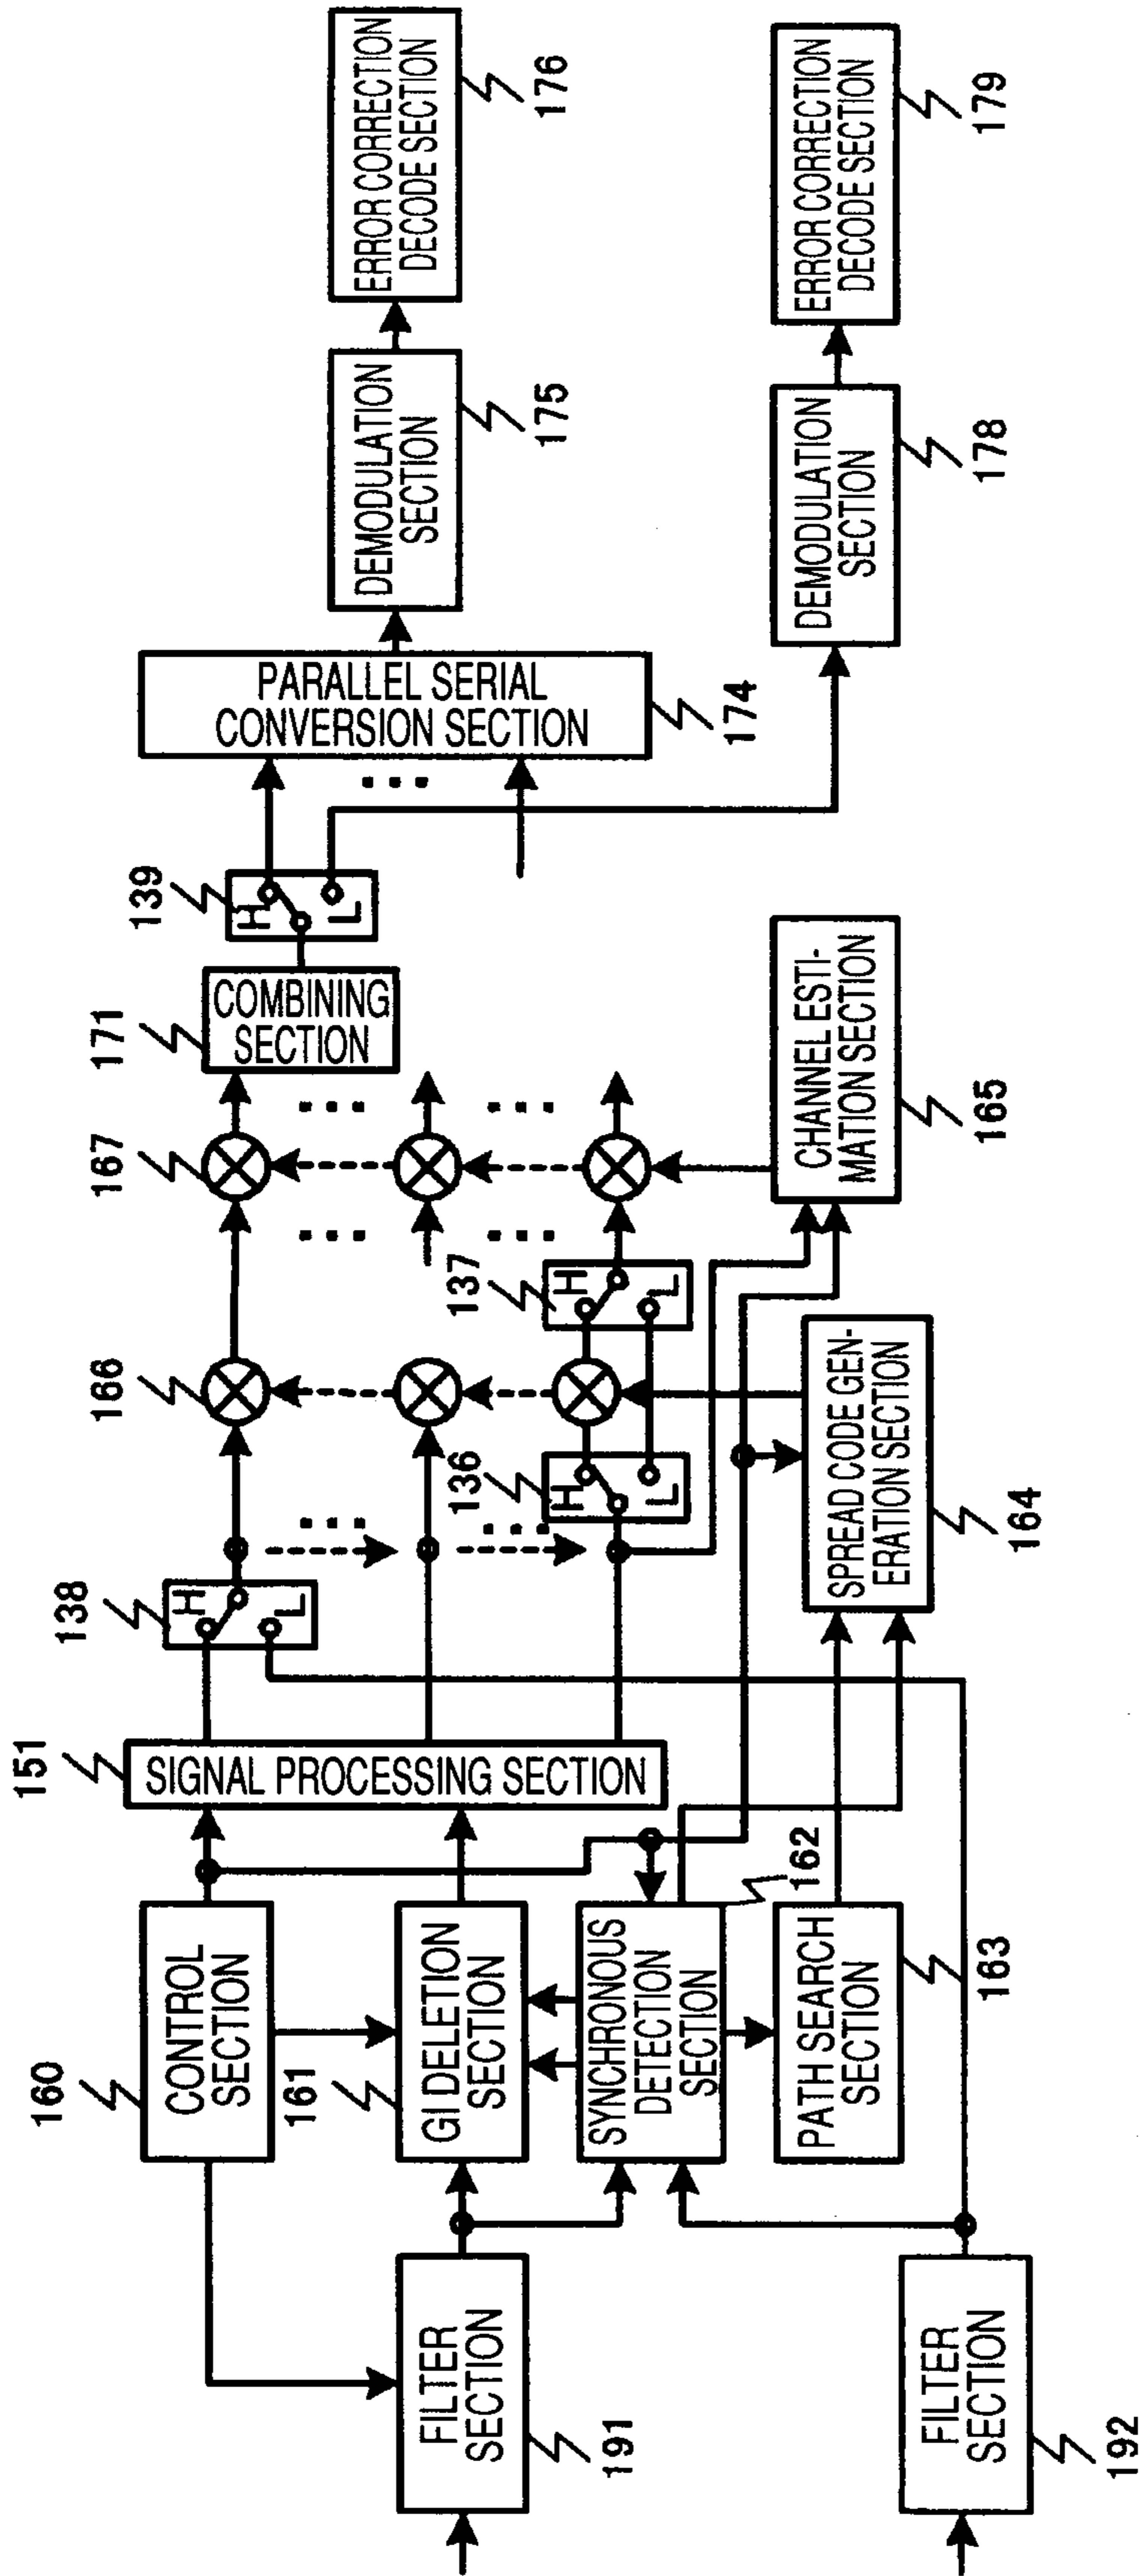 160
CONTROL
SECTION
161
GI DELETION
SECTION
FILTER
SECTION
191
SYNCHRONOUS
DETECTION
SECTION
162
PATH SEARCH
SECTION
163
FILTER
SECTION
192
151
SIGNAL PROCESSING SECTION
138
H
L
136
H
L
166
137
H
L
167
SPREAD CODE GEN-
ERATION SECTION
164
CHANNEL ESTI-
MATION SECTION
165
171
COMBINING
SECTION
139
H
L
PARALLEL SERIAL
CONVERSION SECTION
174
DEMODULATION
SECTION
175
ERROR CORRECTION
DECODE SECTION
176
DEMODULATION
SECTION
178
ERROR CORRECTION
DECODE SECTION
179